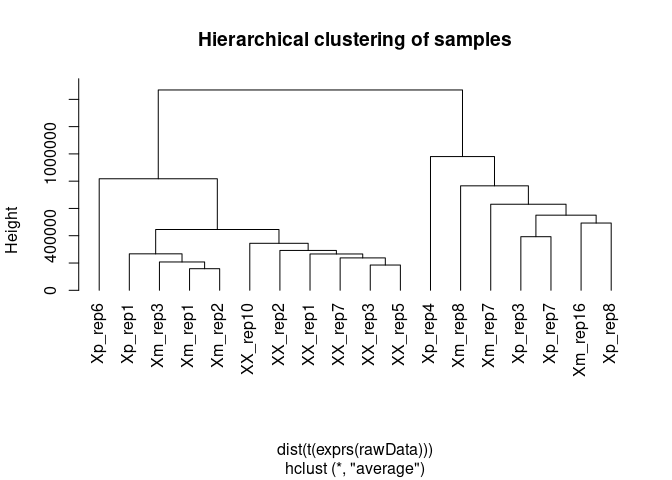 Hierarchical clustering of samples
Height
0
400000
1000000
Xp_rep6
Xp_rep1
Xm_rep3
Xm_rep1
Xm_rep2
XX_rep10
XX_rep2
XX_rep1
XX_rep7
XX_rep3
XX_rep5
Xp_rep4
Xm_rep8
Xm_rep7
Xp_rep3
Xp_rep7
Xm_rep16
Xp_rep8
dist(t(exprs(rawData)))
hclust (*, "average")